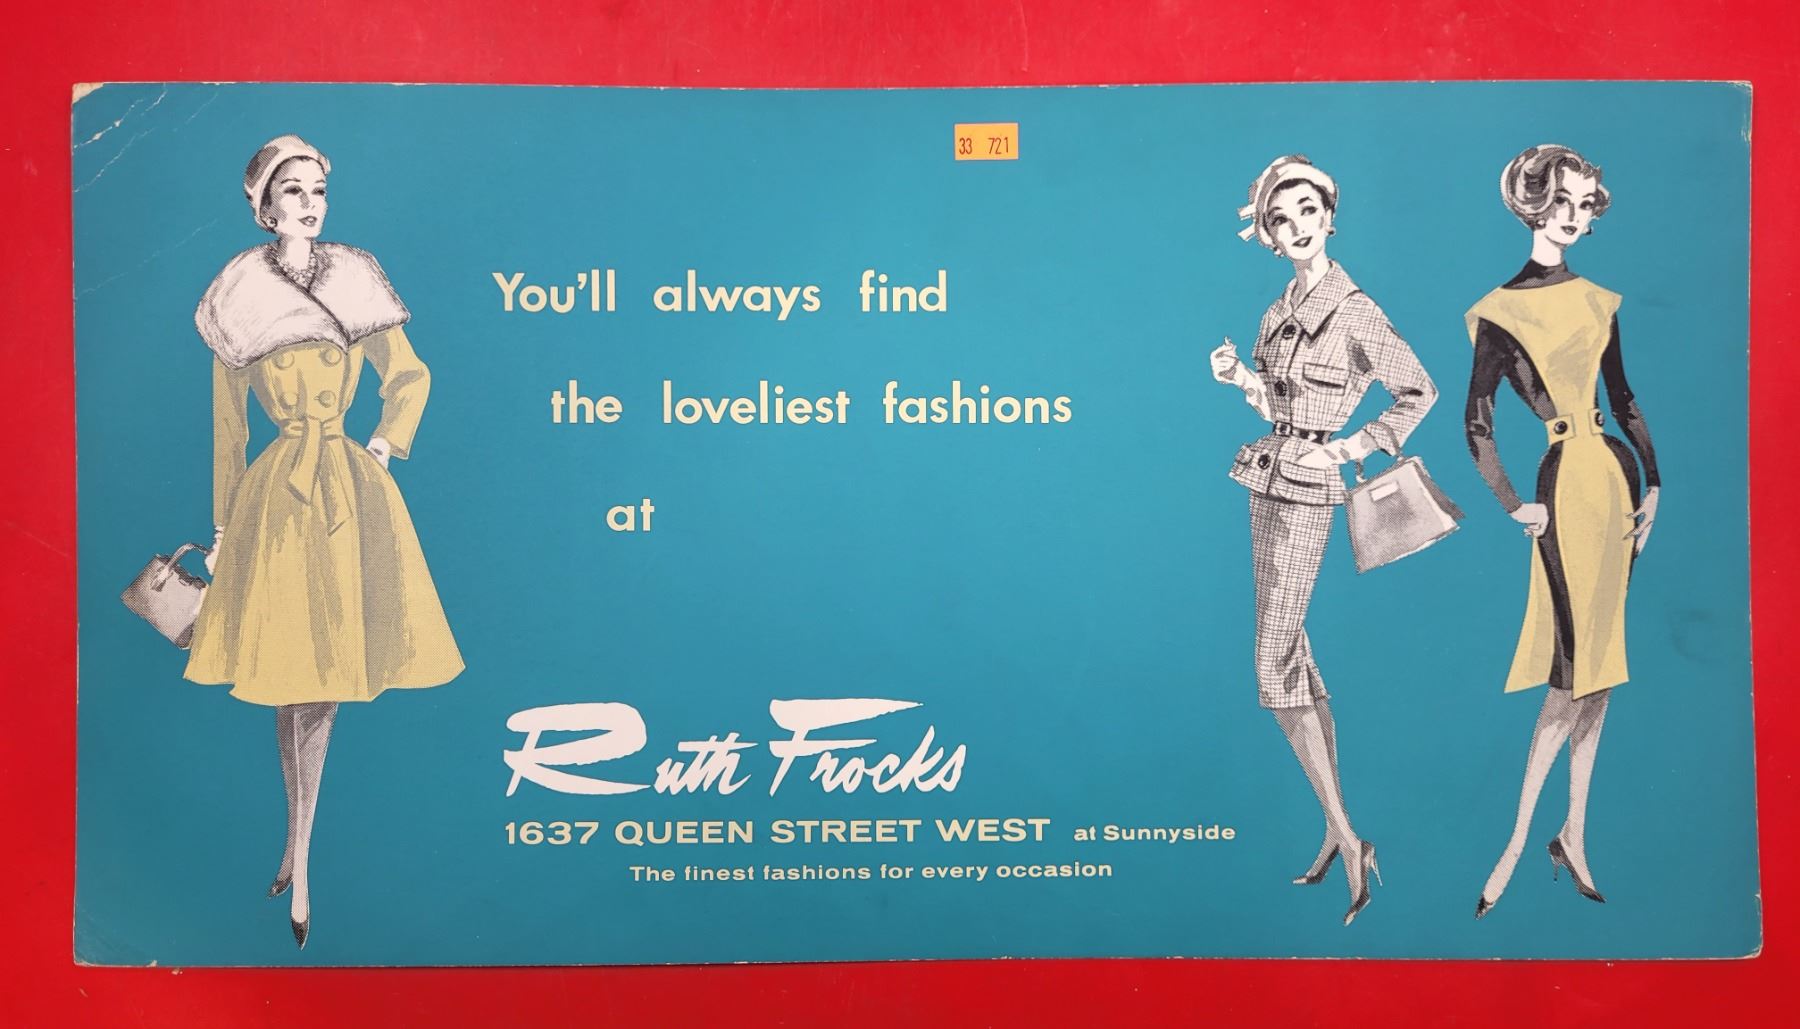 33 721
You'll always find
the loveliest fashions
at
Ruth Frocks
1637 QUEEN STREET WEST at Sunnyside
The finest fashions for every occasion